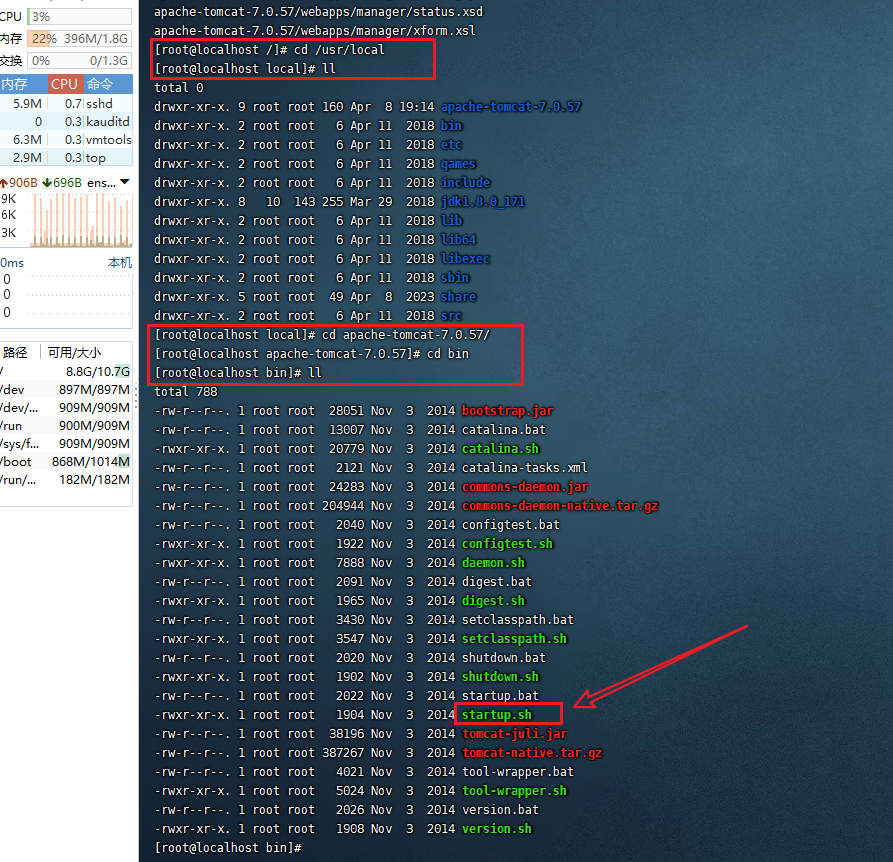 CPU 3%
内存 22% 396M/1.8G
交换 0% 0/1.3G
内存 CPU 命令
5.9M 0.7 sshd
0 0.3 kauditd
6.3M 0.3 vmtools
2.9M 0.3 top
906B 696B ens...
9K
6K
3K
0ms 本机
0
0
0
路径 可用/大小
/ 8.8G/10.7G
/dev 897M/897M
/dev/... 909M/909M
/run 900M/909M
/sys/f... 909M/909M
/boot 868M/1014M
/run/... 182M/182M
apache-tomcat-7.0.57/webapps/manager/status.xsd
apache-tomcat-7.0.57/webapps/manager/xform.xsl
[root@localhost /]# cd /usr/local
[root@localhost local]# ll
total 0
drwxr-xr-x. 9 root root 160 Apr  8 19:14 apache-tomcat-7.0.57
drwxr-xr-x. 2 root root   6 Apr 11  2018 bin
drwxr-xr-x. 2 root root   6 Apr 11  2018 etc
drwxr-xr-x. 2 root root   6 Apr 11  2018 games
drwxr-xr-x. 2 root root   6 Apr 11  2018 include
drwxr-xr-x. 8   10  143 255 Mar 29  2018 jdk1.8.0_171
drwxr-xr-x. 2 root root   6 Apr 11  2018 lib
drwxr-xr-x. 2 root root   6 Apr 11  2018 lib64
drwxr-xr-x. 2 root root   6 Apr 11  2018 libexec
drwxr-xr-x. 2 root root   6 Apr 11  2018 sbin
drwxr-xr-x. 5 root root  49 Apr  8  2023 share
drwxr-xr-x. 2 root root   6 Apr 11  2018 src
[root@localhost local]# cd apache-tomcat-7.0.57/
[root@localhost apache-tomcat-7.0.57]# cd bin
[root@localhost bin]# ll
total 788
-rw-r--r--. 1 root root  28051 Nov  3  2014 bootstrap.jar
-rw-r--r--. 1 root root  13007 Nov  3  2014 catalina.bat
-rwxr-xr-x. 1 root root  20779 Nov  3  2014 catalina.sh
-rw-r--r--. 1 root root   2121 Nov  3  2014 catalina-tasks.xml
-rw-r--r--. 1 root root  24283 Nov  3  2014 commons-daemon.jar
-rw-r--r--. 1 root root 204944 Nov  3  2014 commons-daemon-native.tar.gz
-rw-r--r--. 1 root root   2040 Nov  3  2014 configtest.bat
-rwxr-xr-x. 1 root root   1922 Nov  3  2014 configtest.sh
-rwxr-xr-x. 1 root root   7888 Nov  3  2014 daemon.sh
-rw-r--r--. 1 root root   2091 Nov  3  2014 digest.bat
-rwxr-xr-x. 1 root root   1965 Nov  3  2014 digest.sh
-rw-r--r--. 1 root root   3430 Nov  3  2014 setclasspath.bat
-rwxr-xr-x. 1 root root   3547 Nov  3  2014 setclasspath.sh
-rw-r--r--. 1 root root   2020 Nov  3  2014 shutdown.bat
-rwxr-xr-x. 1 root root   1902 Nov  3  2014 shutdown.sh
-rw-r--r--. 1 root root   2022 Nov  3  2014 startup.bat
-rwxr-xr-x. 1 root root   1904 Nov  3  2014 startup.sh
-rw-r--r--. 1 root root  38196 Nov  3  2014 tomcat-juli.jar
-rw-r--r--. 1 root root 387267 Nov  3  2014 tomcat-native.tar.gz
-rw-r--r--. 1 root root   4021 Nov  3  2014 tool-wrapper.bat
-rwxr-xr-x. 1 root root   5024 Nov  3  2014 tool-wrapper.sh
-rw-r--r--. 1 root root   2026 Nov  3  2014 version.bat
-rwxr-xr-x. 1 root root   1908 Nov  3  2014 version.sh
[root@localhost bin]#